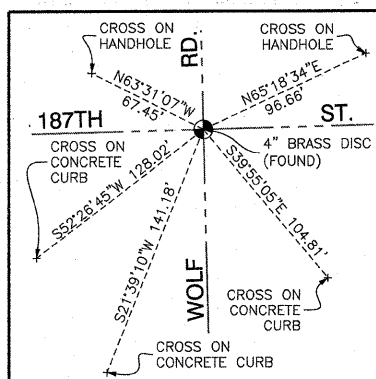 CROSS ON
HANDHOLE
CROSS ON
HANDHOLE
RD.
N63°31'07"W
67.45'
N65°18'34"E
96.66'
187TH
ST.
4" BRASS DISC
(FOUND)
CROSS ON
CONCRETE
CURB
S52°26'45"W 128.02'
S21°39'10"W 141.18'
S39°55'05"E 104.81'
WOLF
CROSS ON
CONCRETE
CURB
CROSS ON
CONCRETE CURB